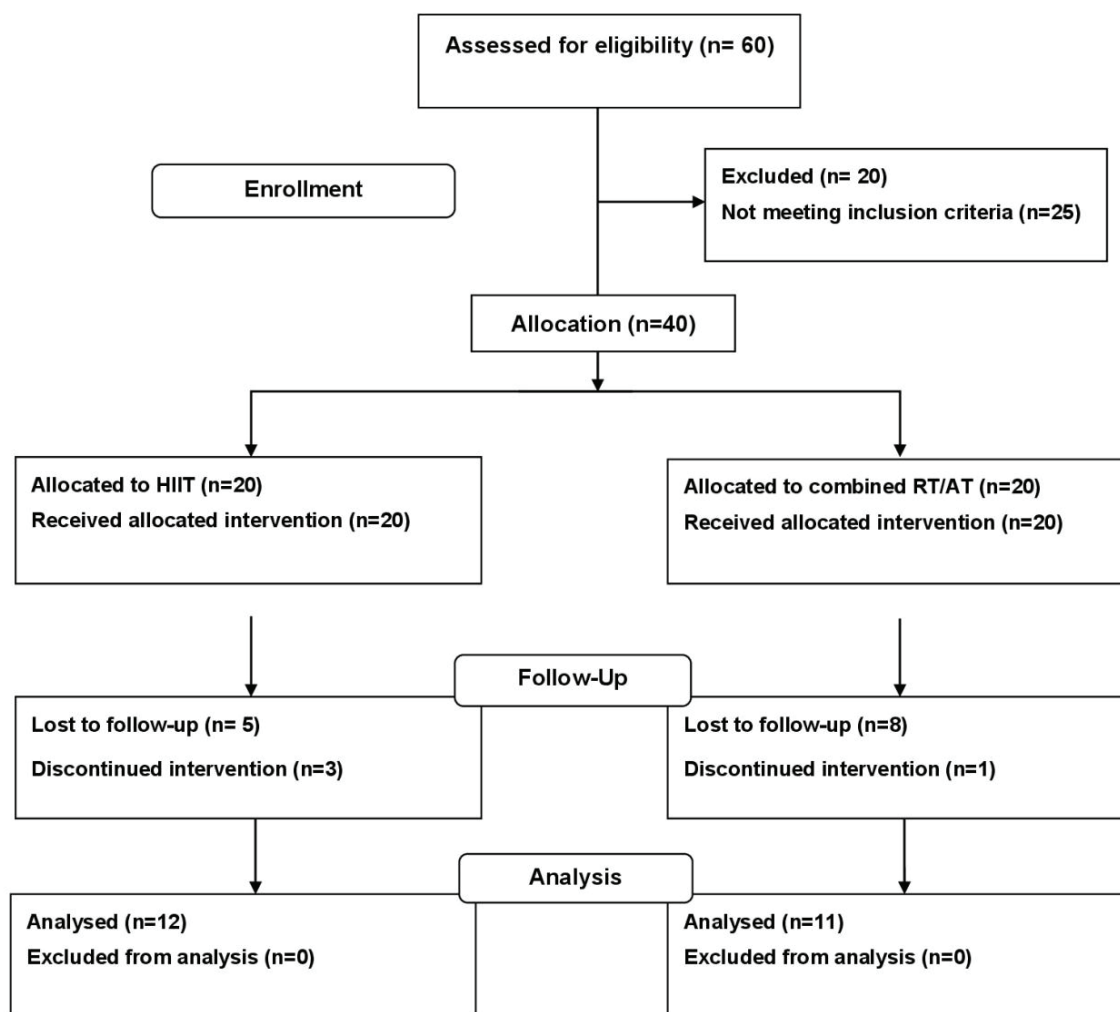 Assessed for eligibility (n= 60)
Enrollment
Excluded (n= 20)
Not meeting inclusion criteria (n=25)
Allocation (n=40)
Allocated to HIIT (n=20)
Received allocated intervention (n=20)
Allocated to combined RT/AT (n=20)
Received allocated intervention (n=20)
Follow-Up
Lost to follow-up (n= 5)
Discontinued intervention (n=3)
Lost to follow-up (n=8)
Discontinued intervention (n=1)
Analysis
Analysed (n=12)
Excluded from analysis (n=0)
Analysed (n=11)
Excluded from analysis (n=0)